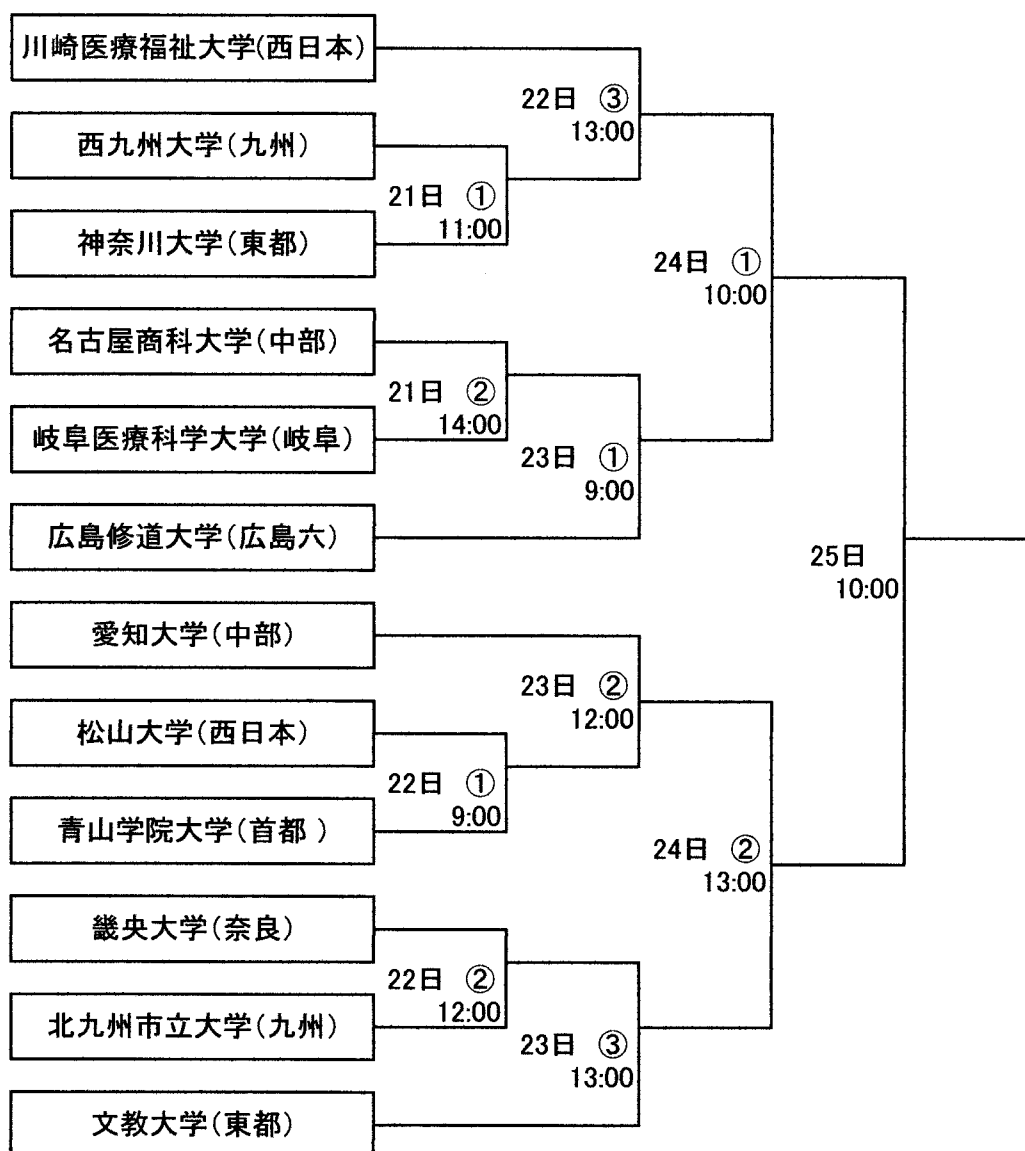 川崎医療福祉大学(西日本)
22日 ③
13:00
西九州大学(九州)
21日 ①
11:00
神奈川大学(東都)
24日 ①
10:00
名古屋商科大学(中部)
21日 ②
14:00
岐阜医療科学大学(岐阜)
23日 ①
9:00
広島修道大学(広島六)
25日
10:00
愛知大学(中部)
23日 ②
12:00
松山大学(西日本)
22日 ①
9:00
青山学院大学(首都 )
24日 ②
13:00
畿央大学(奈良)
22日 ②
12:00
北九州市立大学(九州)
23日 ③
13:00
文教大学(東都)